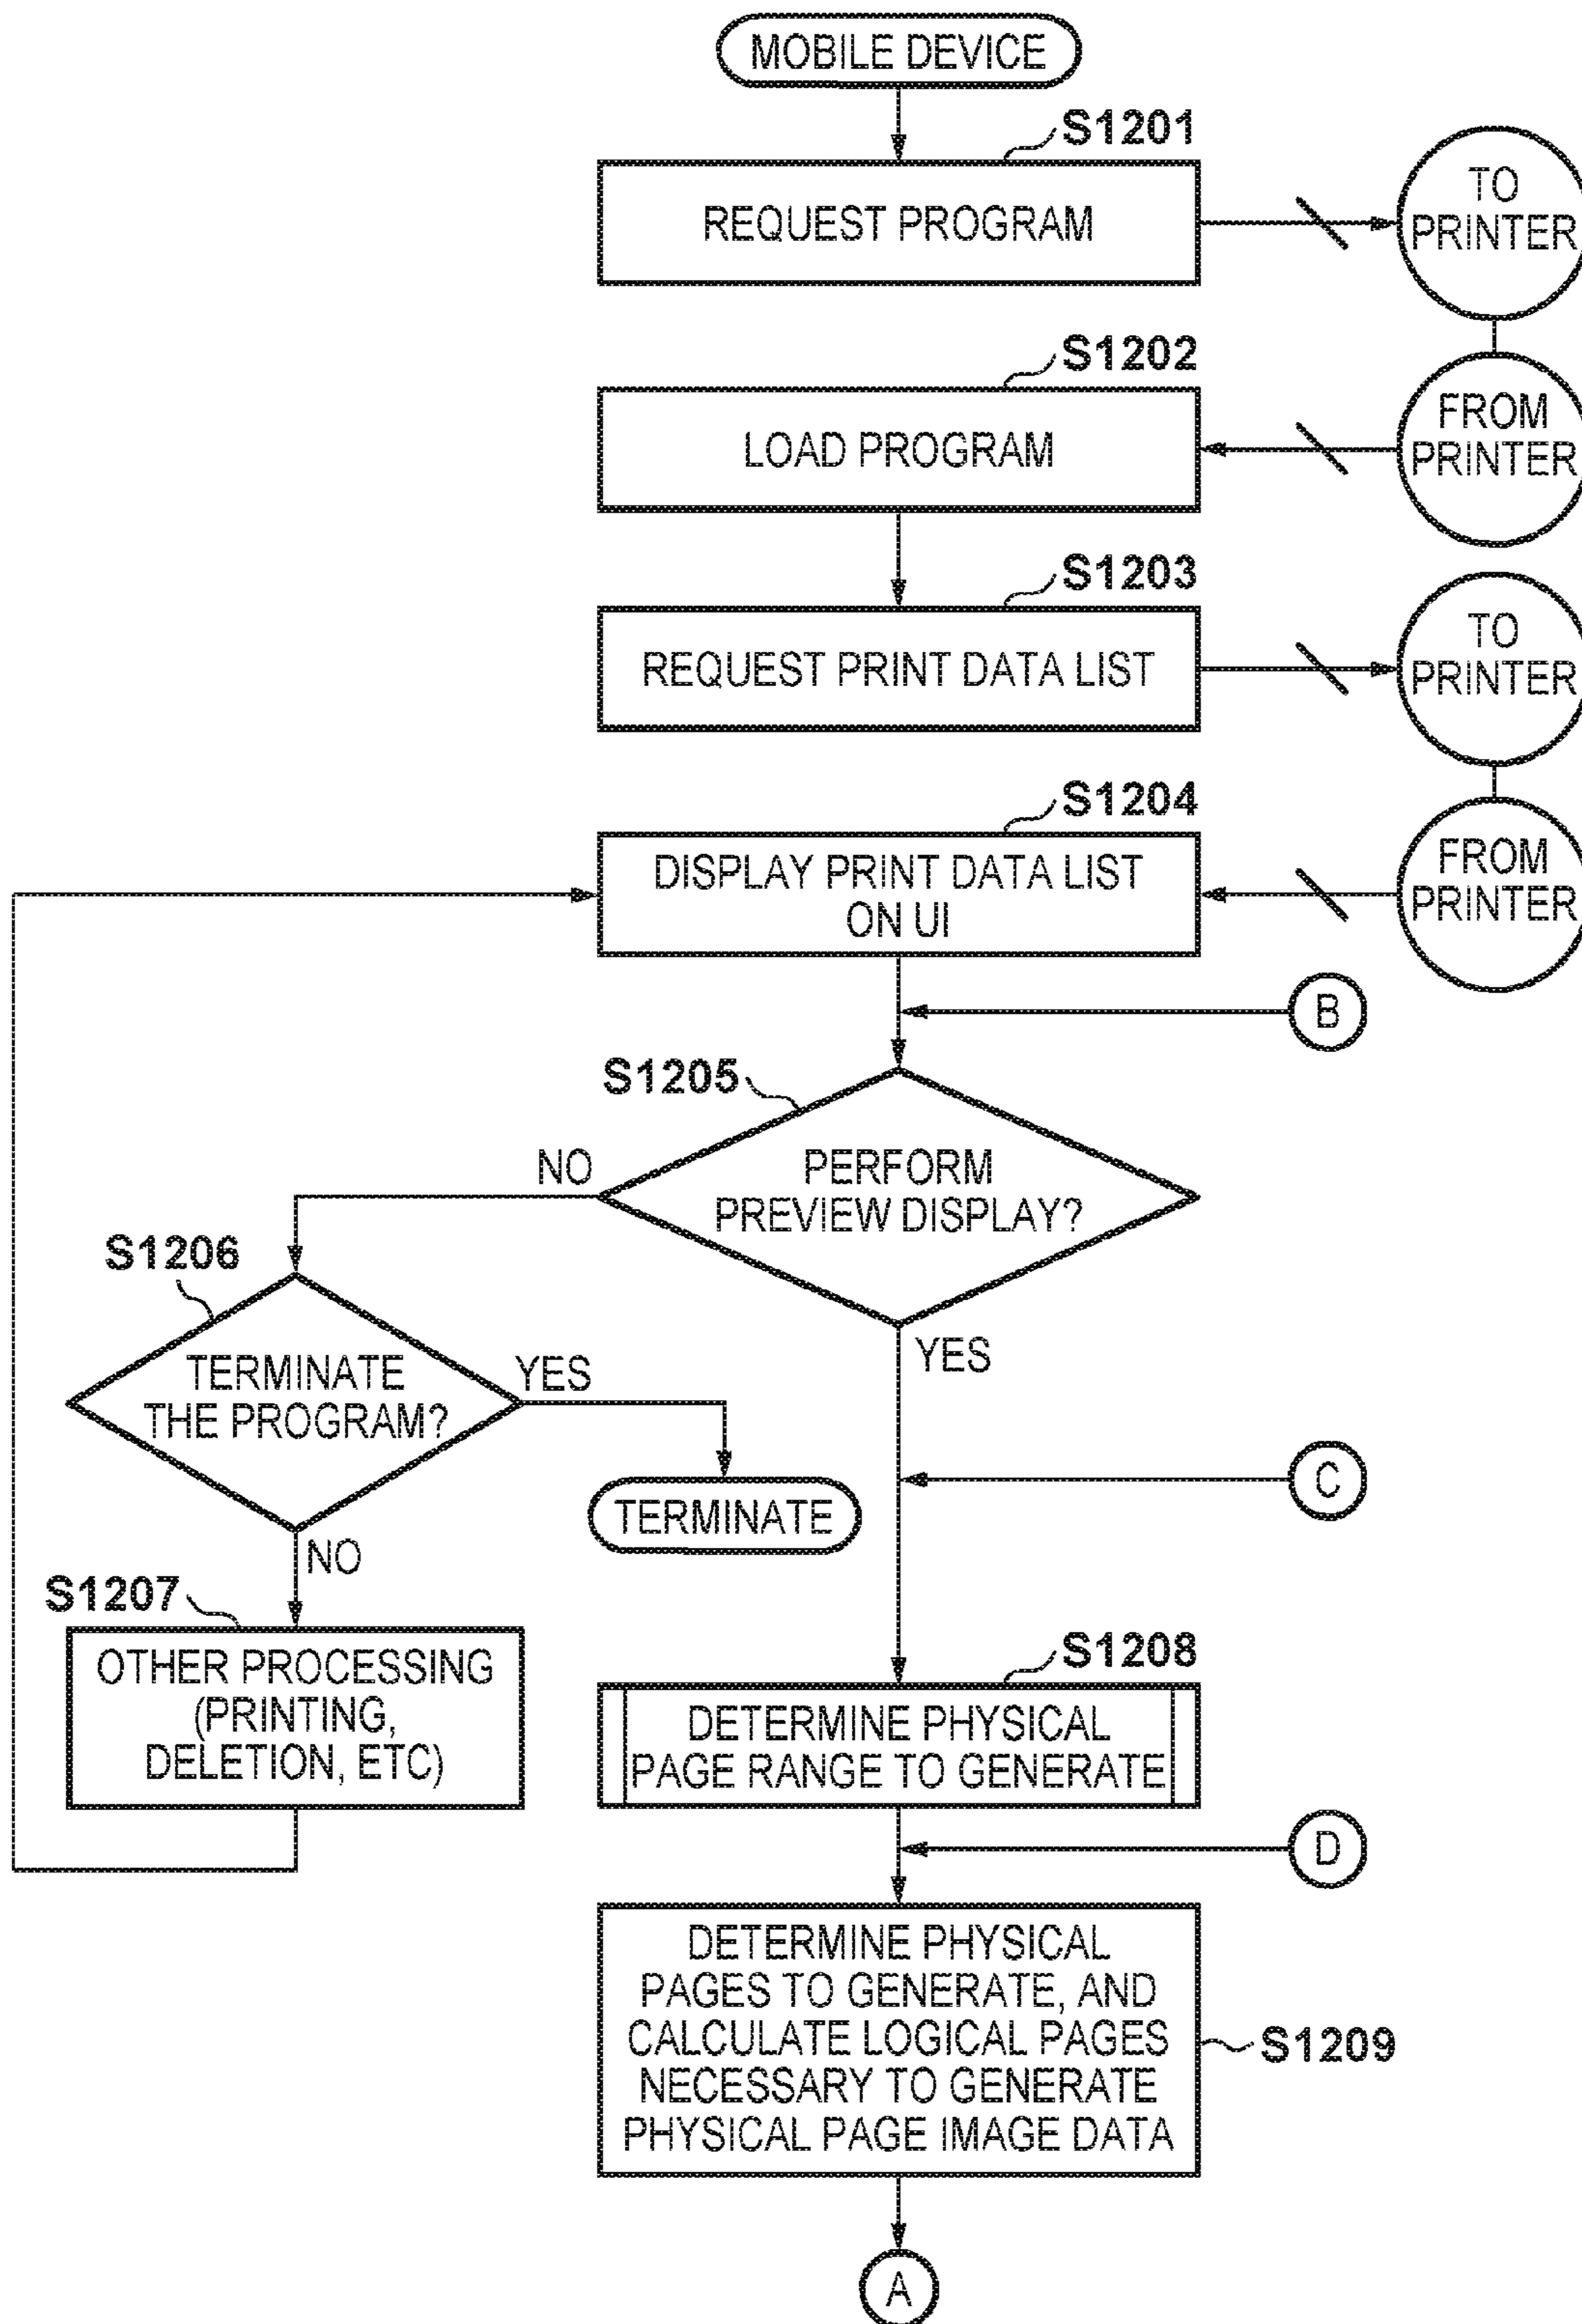 MOBILE DEVICE
S1201
REQUEST PROGRAM
TO
PRINTER
S1202
LOAD PROGRAM
FROM
PRINTER
S1203
REQUEST PRINT DATA LIST
TO
PRINTER
S1204
DISPLAY PRINT DATA LIST
ON UI
FROM
PRINTER
B
S1205
PERFORM
PREVIEW DISPLAY?
NO
YES
S1206
TERMINATE
THE PROGRAM?
YES
TERMINATE
NO
C
S1207
OTHER PROCESSING
(PRINTING,
DELETION, ETC)
S1208
DETERMINE PHYSICAL
PAGE RANGE TO GENERATE
D
DETERMINE PHYSICAL
PAGES TO GENERATE, AND
CALCULATE LOGICAL PAGES
NECESSARY TO GENERATE
PHYSICAL PAGE IMAGE DATA
S1209
A